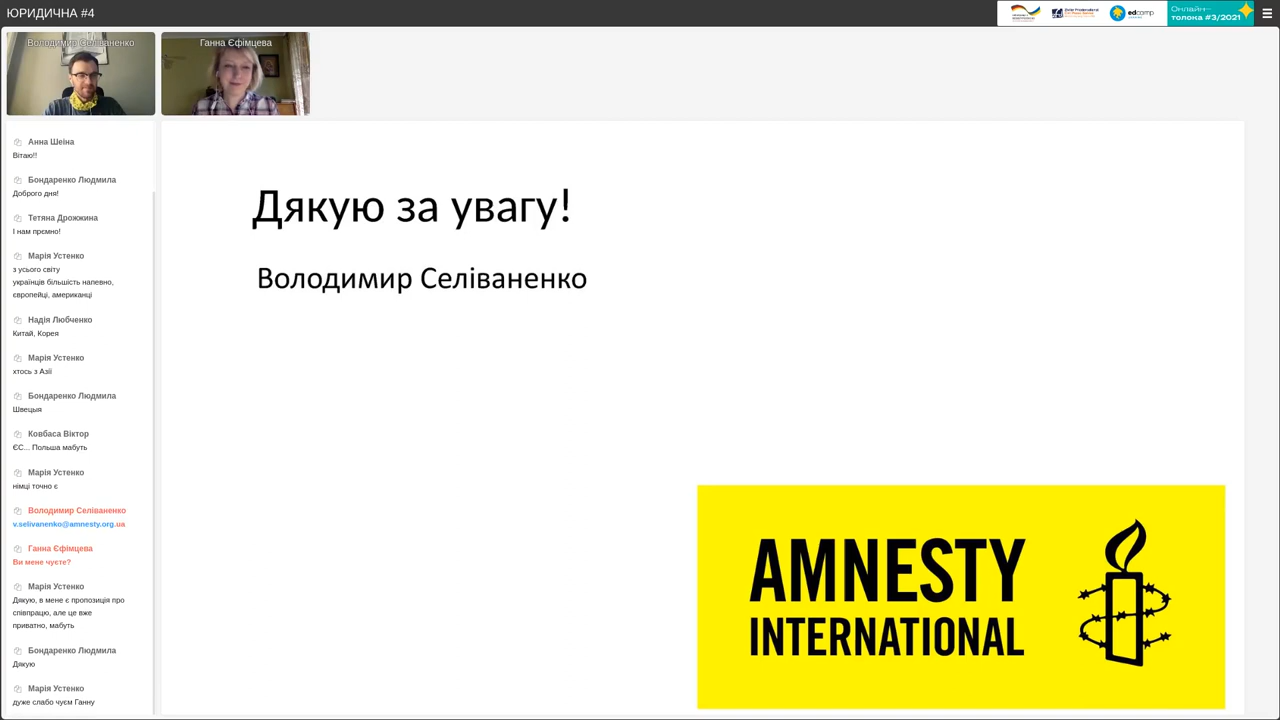 ЮРИДИЧНА #4
edcamp
Онлайн—
толока #3/2021
Володимир Селіваненко
Ганна Єфімцева
Анна Шеіна
Вітаю!!
Бондаренко Людмила
Доброго дня!
Тетяна Дрожжина
І нам прємно!
Марія Устенко
з усього світу
українців більшість напевно,
європейці, американці
Надія Любченко
Китай, Корея
Марія Устенко
хтось з Азії
Бондаренко Людмила
Швецыя
Ковбаса Віктор
ЄС... Польша мабуть
Марія Устенко
німці точно є
Володимир Селіваненко
v.selivanenko@amnesty.org.ua
Ганна Єфімцева
Ви мене чуєте?
Марія Устенко
Дякую, в мене є пропозиція про
співпрацю, але це вже
приватно, мабуть
Бондаренко Людмила
Дякую
Марія Устенко
дуже слабо чуєм Ганну
Дякую за увагу!
Володимир Селіваненко
AMNESTY
INTERNATIONAL